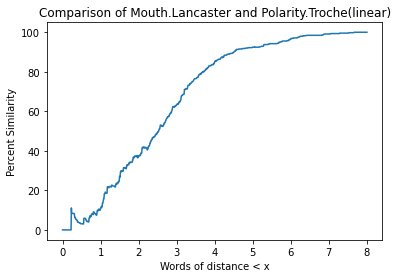 Comparison of Mouth.Lancaster and Polarity.Troche(linear)
100
80
60
40
20
0
Percent Similarity
0 1 2 3 4 5 6 7 8
Words of distance < x